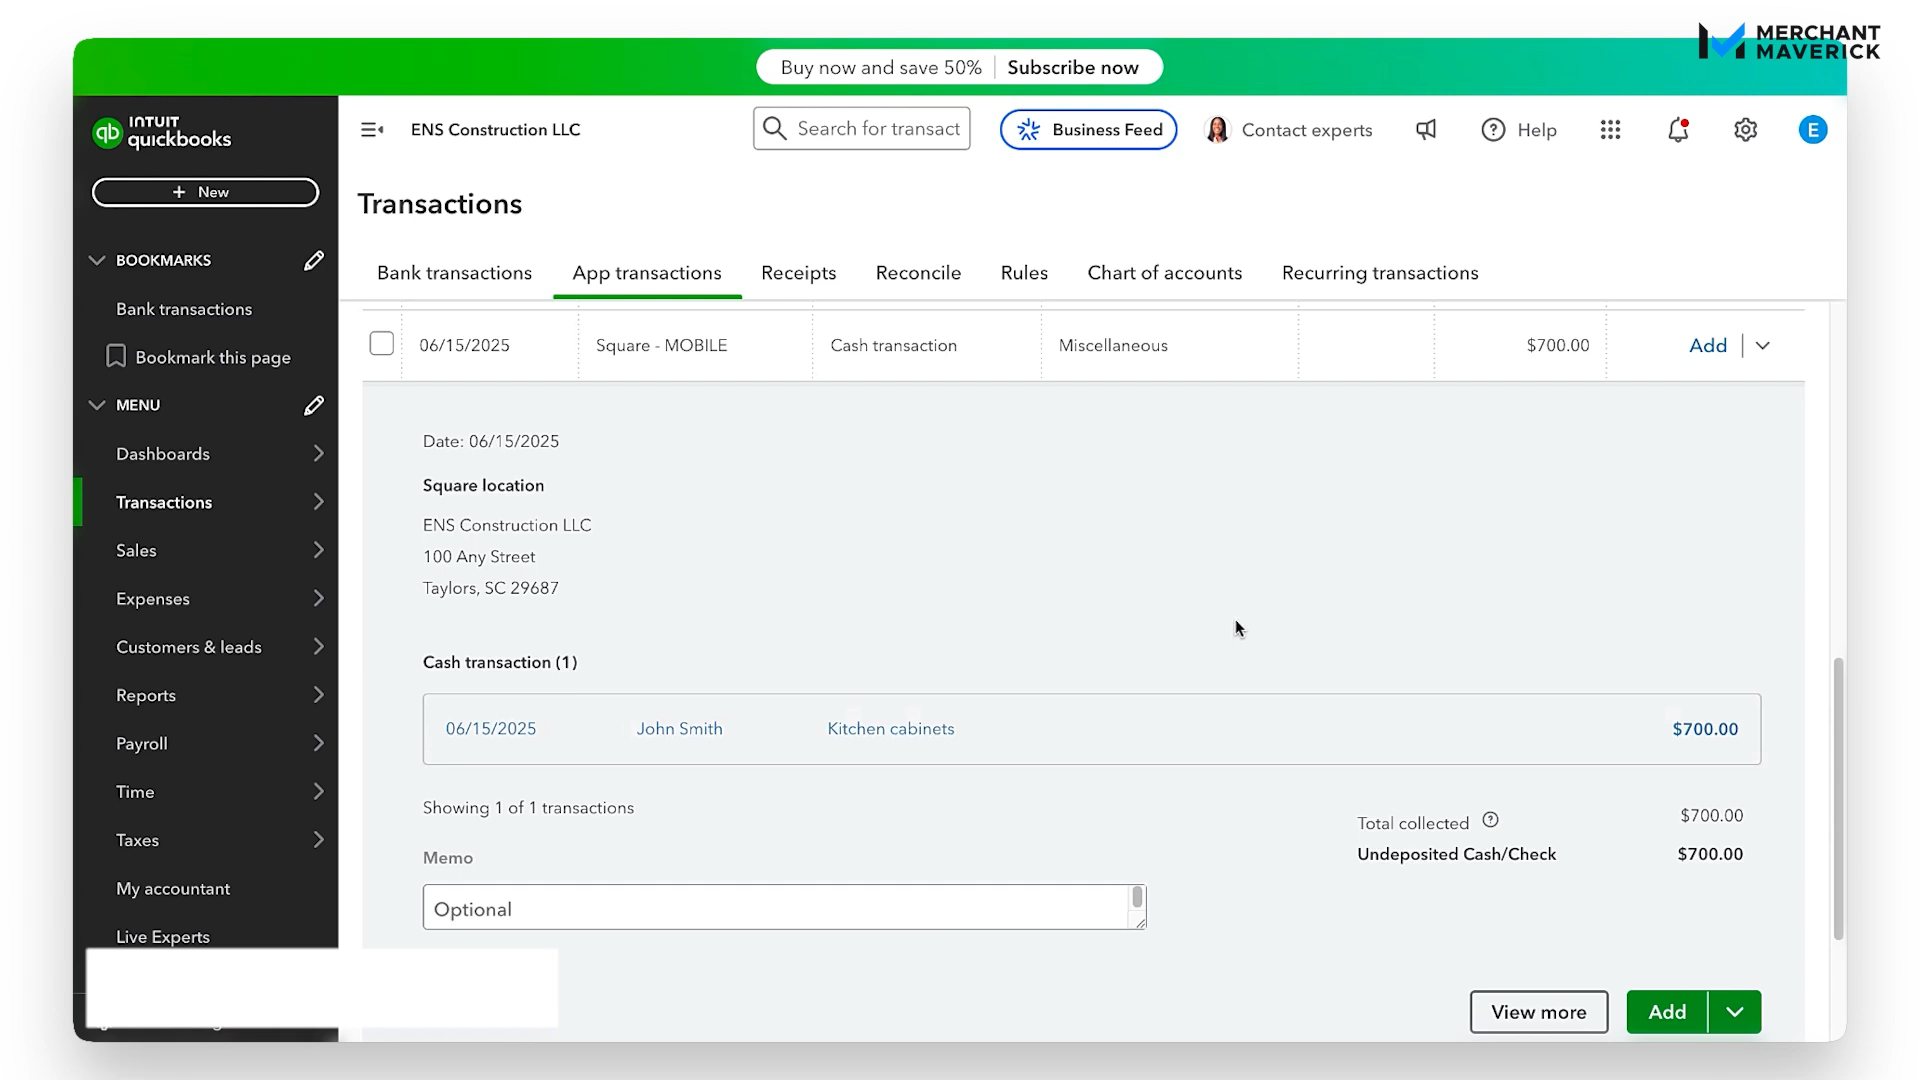 MERCHANT
MAVERICK
Buy now and save 50% Subscribe now
INTUIT
quickbooks
ENS Construction LLC
Search for transact
Business Feed
Contact experts
Help
E
+ New
Transactions
BOOKMARKS
Bank transactions
Bookmark this page
MENU
Dashboards
Transactions
Sales
Expenses
Customers & leads
Reports
Payroll
Time
Taxes
My accountant
Live Experts
Bank transactions App transactions Receipts Reconcile Rules Chart of accounts Recurring transactions
06/15/2025 Square - MOBILE Cash transaction Miscellaneous $700.00 Add
Date: 06/15/2025
Square location
ENS Construction LLC
100 Any Street
Taylors, SC 29687
Cash transaction (1)
06/15/2025 John Smith Kitchen cabinets $700.00
Showing 1 of 1 transactions
Total collected $700.00
Undeposited Cash/Check $700.00
Memo
Optional
View more
Add